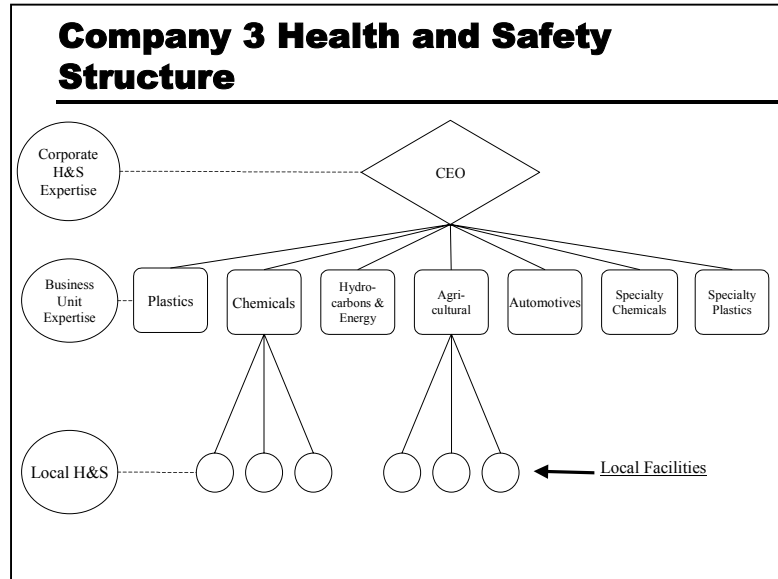 Company 3 Health and Safety
Structure
Corporate
H&S
Expertise
CEO
Business
Unit
Expertise
Plastics
Chemicals
Hydro-
carbons &
Energy
Agri-
cultural
Automotives
Specialty
Chemicals
Specialty
Plastics
Local H&S
Local Facilities